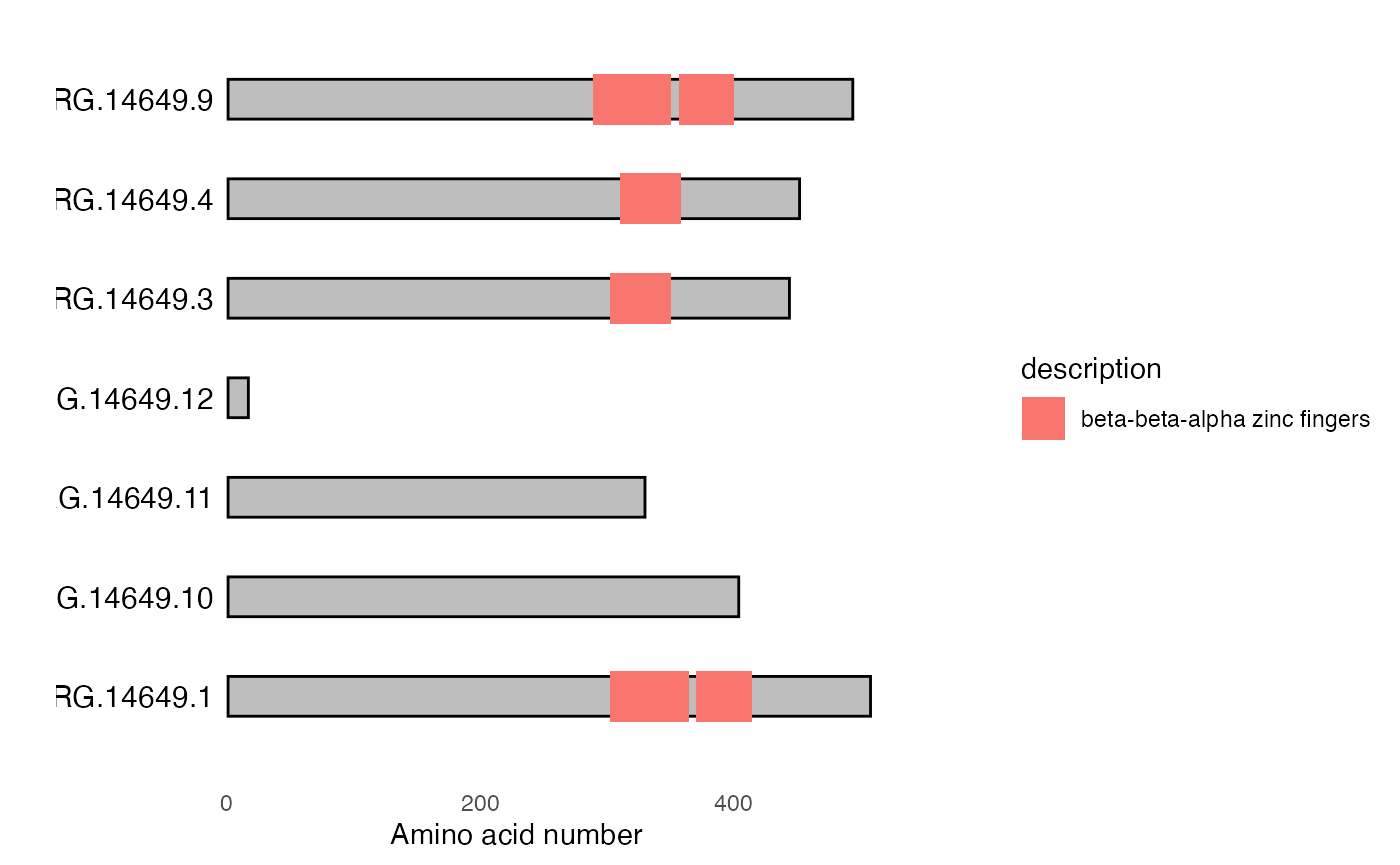 RG.14649.9
RG.14649.4
RG.14649.3
G.14649.12
G.14649.11
G.14649.10
RG.14649.1
0 200 400
Amino acid number
description
beta-beta-alpha zinc fingers